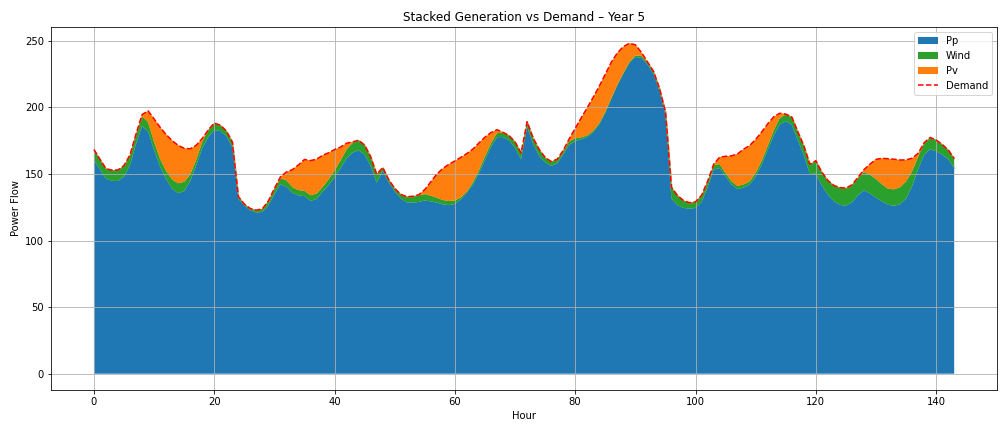 Stacked Generation vs Demand – Year 5
250
200
150
100
50
0
Power Flow
0 20 40 60 80 100 120 140
Hour
Pp
Wind
Pv
Demand